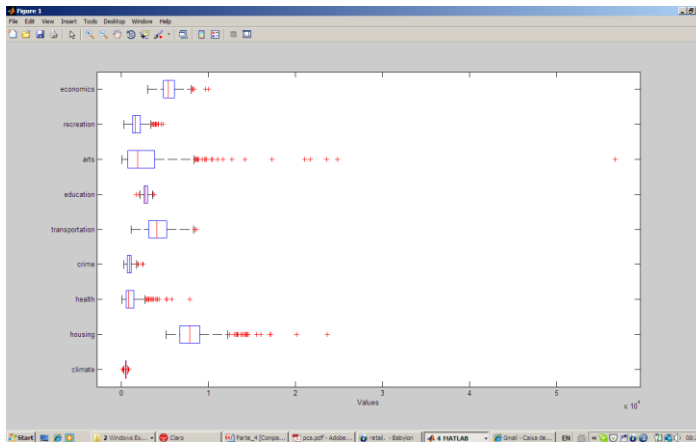 Figure 1
File Edit View Insert Tools Desktop Window Help
economics
recreation
arts
education
transportation
crime
health
housing
climate
0 1 2 3 4 5
Values
x 10⁴
Start 2 Windows Ex... Claro Parte_4 [Compa... pca.pdf - Adobe... retail. - Babylon 4 MATLAB Gmail - Caixa de... EN